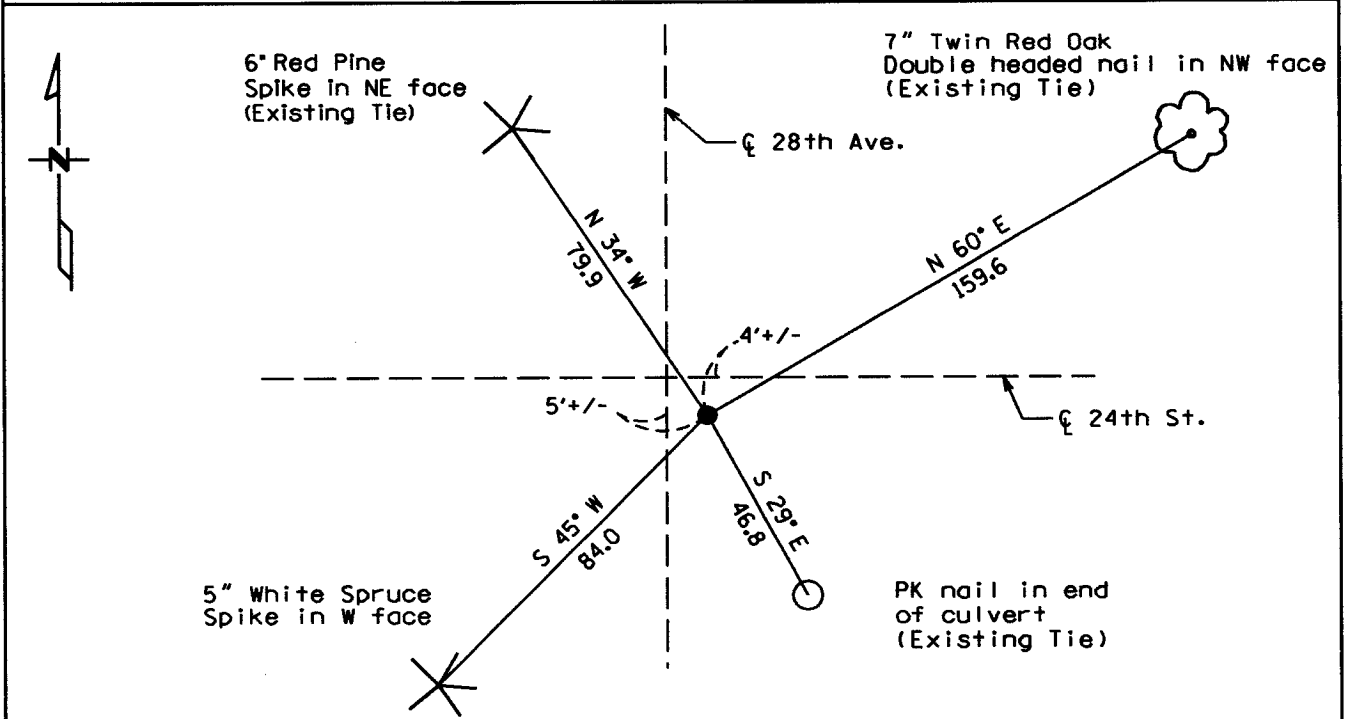 6" Red Pine
Spike in NE face
(Existing Tie)
7" Twin Red Oak
Double headed nail in NW face
(Existing Tie)
℄ 28th Ave.
N
N 34° W
79.9
N 60° E
159.6
4'+/-
5'+/-
℄ 24th St.
S 45° W
84.0
S 29° E
46.8
5" White Spruce
Spike in W face
PK nail in end
of culvert
(Existing Tie)